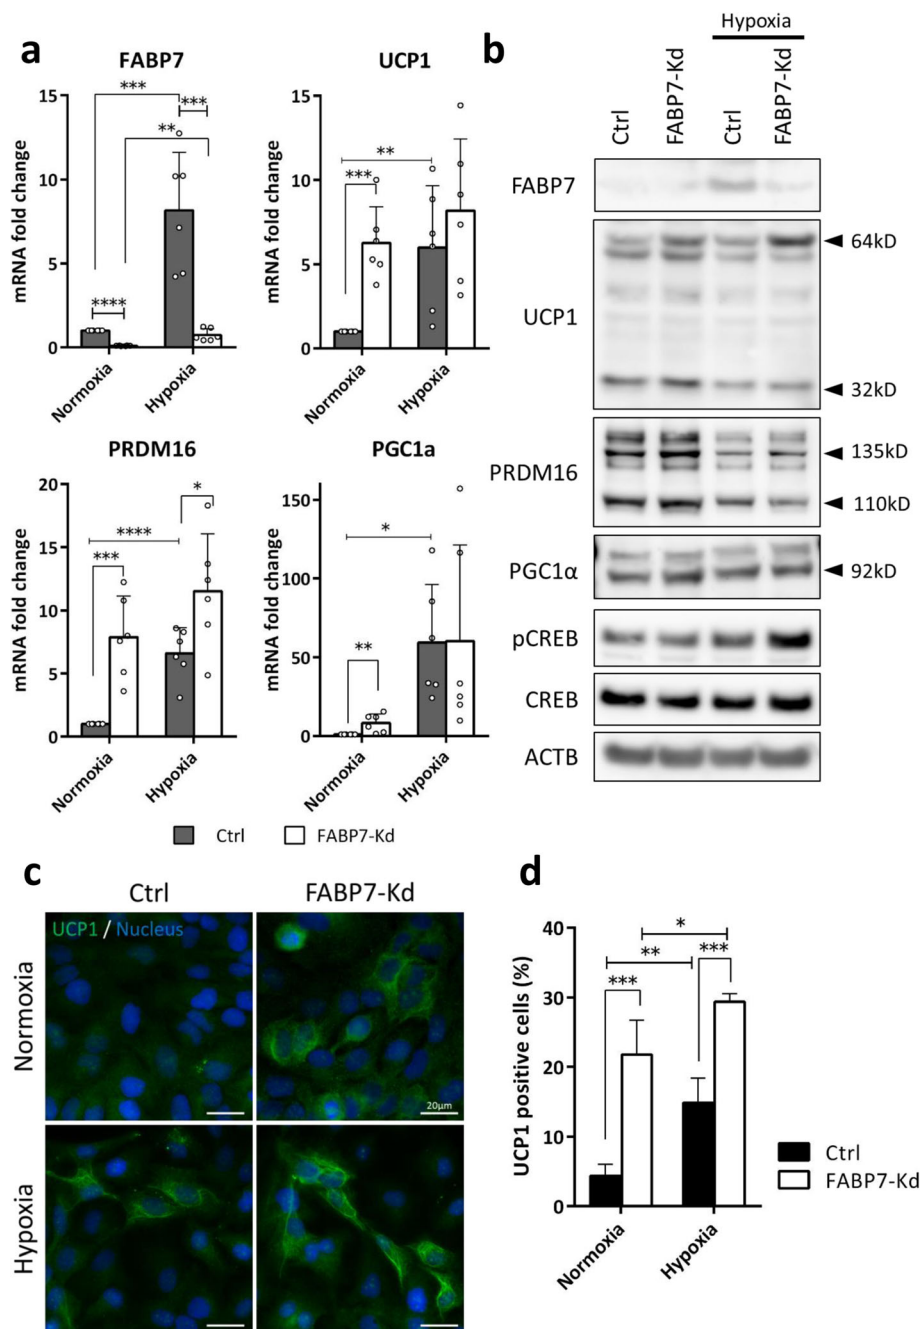 a
FABP7
mRNA fold change
15
10
5
0
***
***
**
****
Normoxia
Hypoxia
UCP1
mRNA fold change
15
10
5
0
**
***
Normoxia
Hypoxia
PRDM16
mRNA fold change
20
15
10
5
0
*
****
***
Normoxia
Hypoxia
PGC1a
mRNA fold change
150
100
50
0
*
**
Normoxia
Hypoxia
Ctrl
FABP7-Kd
b
Hypoxia
Ctrl
FABP7-Kd
Ctrl
FABP7-Kd
FABP7
UCP1
64kD
32kD
PRDM16
135kD
110kD
PGC1α
92kD
pCREB
CREB
ACTB
c
Ctrl
FABP7-Kd
UCP1 / Nucleus
Normoxia
20µm
Hypoxia
d
UCP1 positive cells (%)
40
30
20
10
0
*
**
***
***
Normoxia
Hypoxia
Ctrl
FABP7-Kd